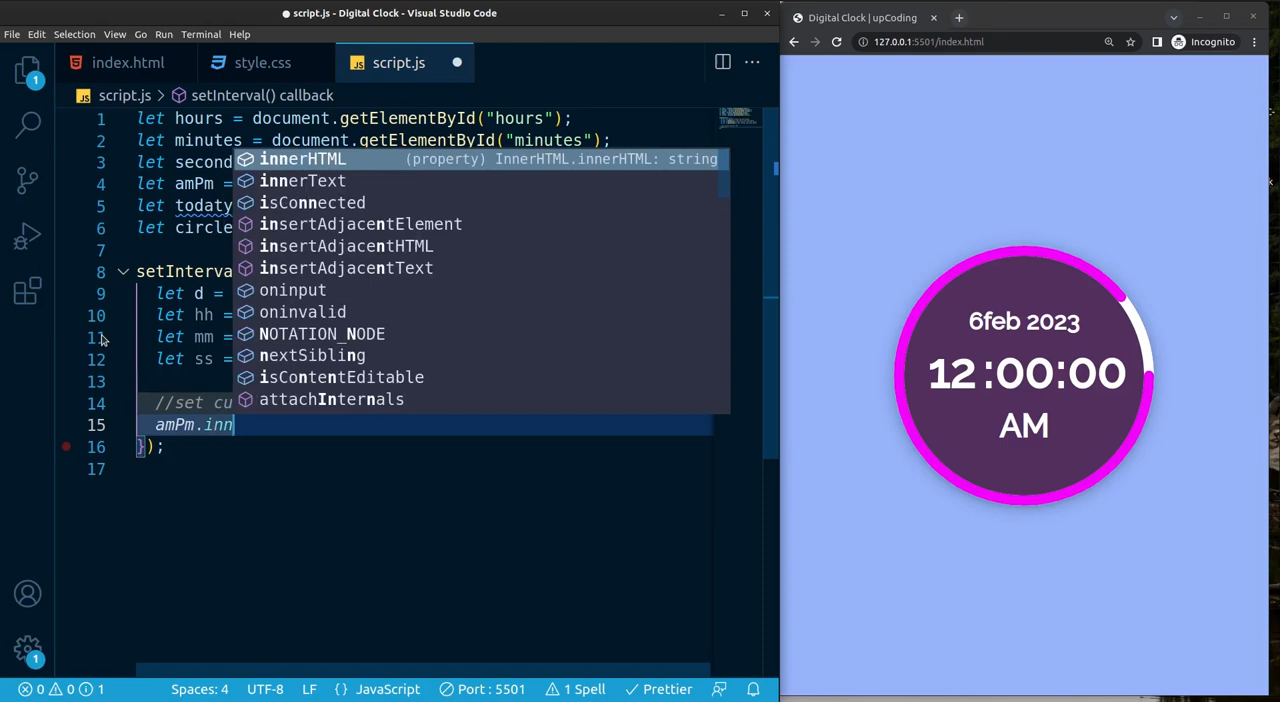 script.js - Digital Clock - Visual Studio Code
File Edit Selection View Go Run Terminal Help
index.html style.css JS script.js
JS script.js > setInterval() callback
1 let hours = document.getElementById("hours");
2 let minutes = document.getElementById("minutes");
3 let second
4 let amPm =
5 let todaty
6 let circle
7
8 setInterva
9 let d =
10 let hh =
11 let mm =
12 let ss =
13
14 //set cu
15 amPm.inn
16 });
17
innerHTML (property) InnerHTML.innerHTML: string
innerText
isConnected
insertAdjacentElement
insertAdjacentHTML
insertAdjacentText
oninput
oninvalid
NOTATION_NODE
nextSibling
isContentEditable
attachInternals
1
1
0 0 1 Spaces: 4 UTF-8 LF {} JavaScript Port : 5501 1 Spell Prettier
Digital Clock | upCoding
127.0.0.1:5501/index.html Incognito
6feb 2023
12 :00:00
AM